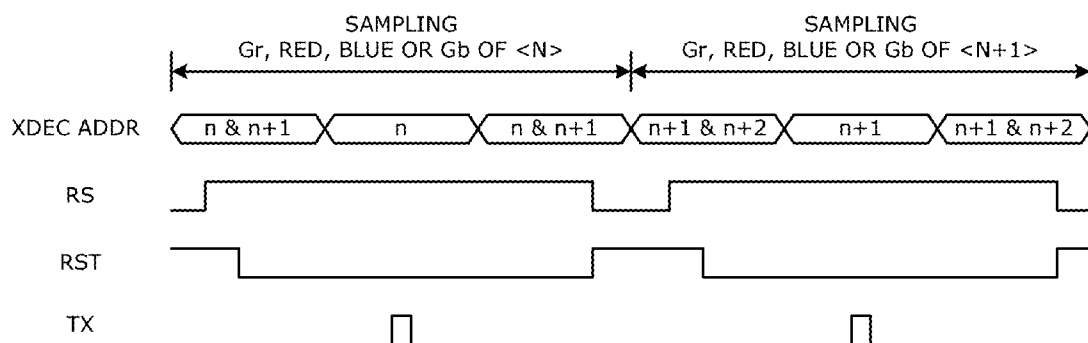 SAMPLING
Gr, RED, BLUE OR Gb OF <N>
SAMPLING
Gr, RED, BLUE OR Gb OF <N+1>
XDEC ADDR
n & n+1
n
n & n+1
n+1 & n+2
n+1
n+1 & n+2
RS
RST
TX